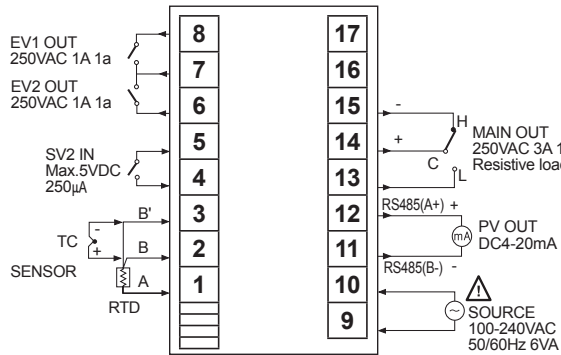 EV1 OUT
250VAC 1A 1a
EV2 OUT
250VAC 1A 1a
SV2 IN
Max.5VDC
250µA
B'
-
TC
+
B
SENSOR
A
RTD
8
7
6
5
4
3
2
1
17
16
15
14
13
12
11
10
9
-
H
+
MAIN OUT
250VAC 3A 1
C
Resistive load
L
RS485(A+) +
mA
PV OUT
DC4-20mA
RS485(B-) -
!
~
SOURCE
100-240VAC
50/60Hz 6VA